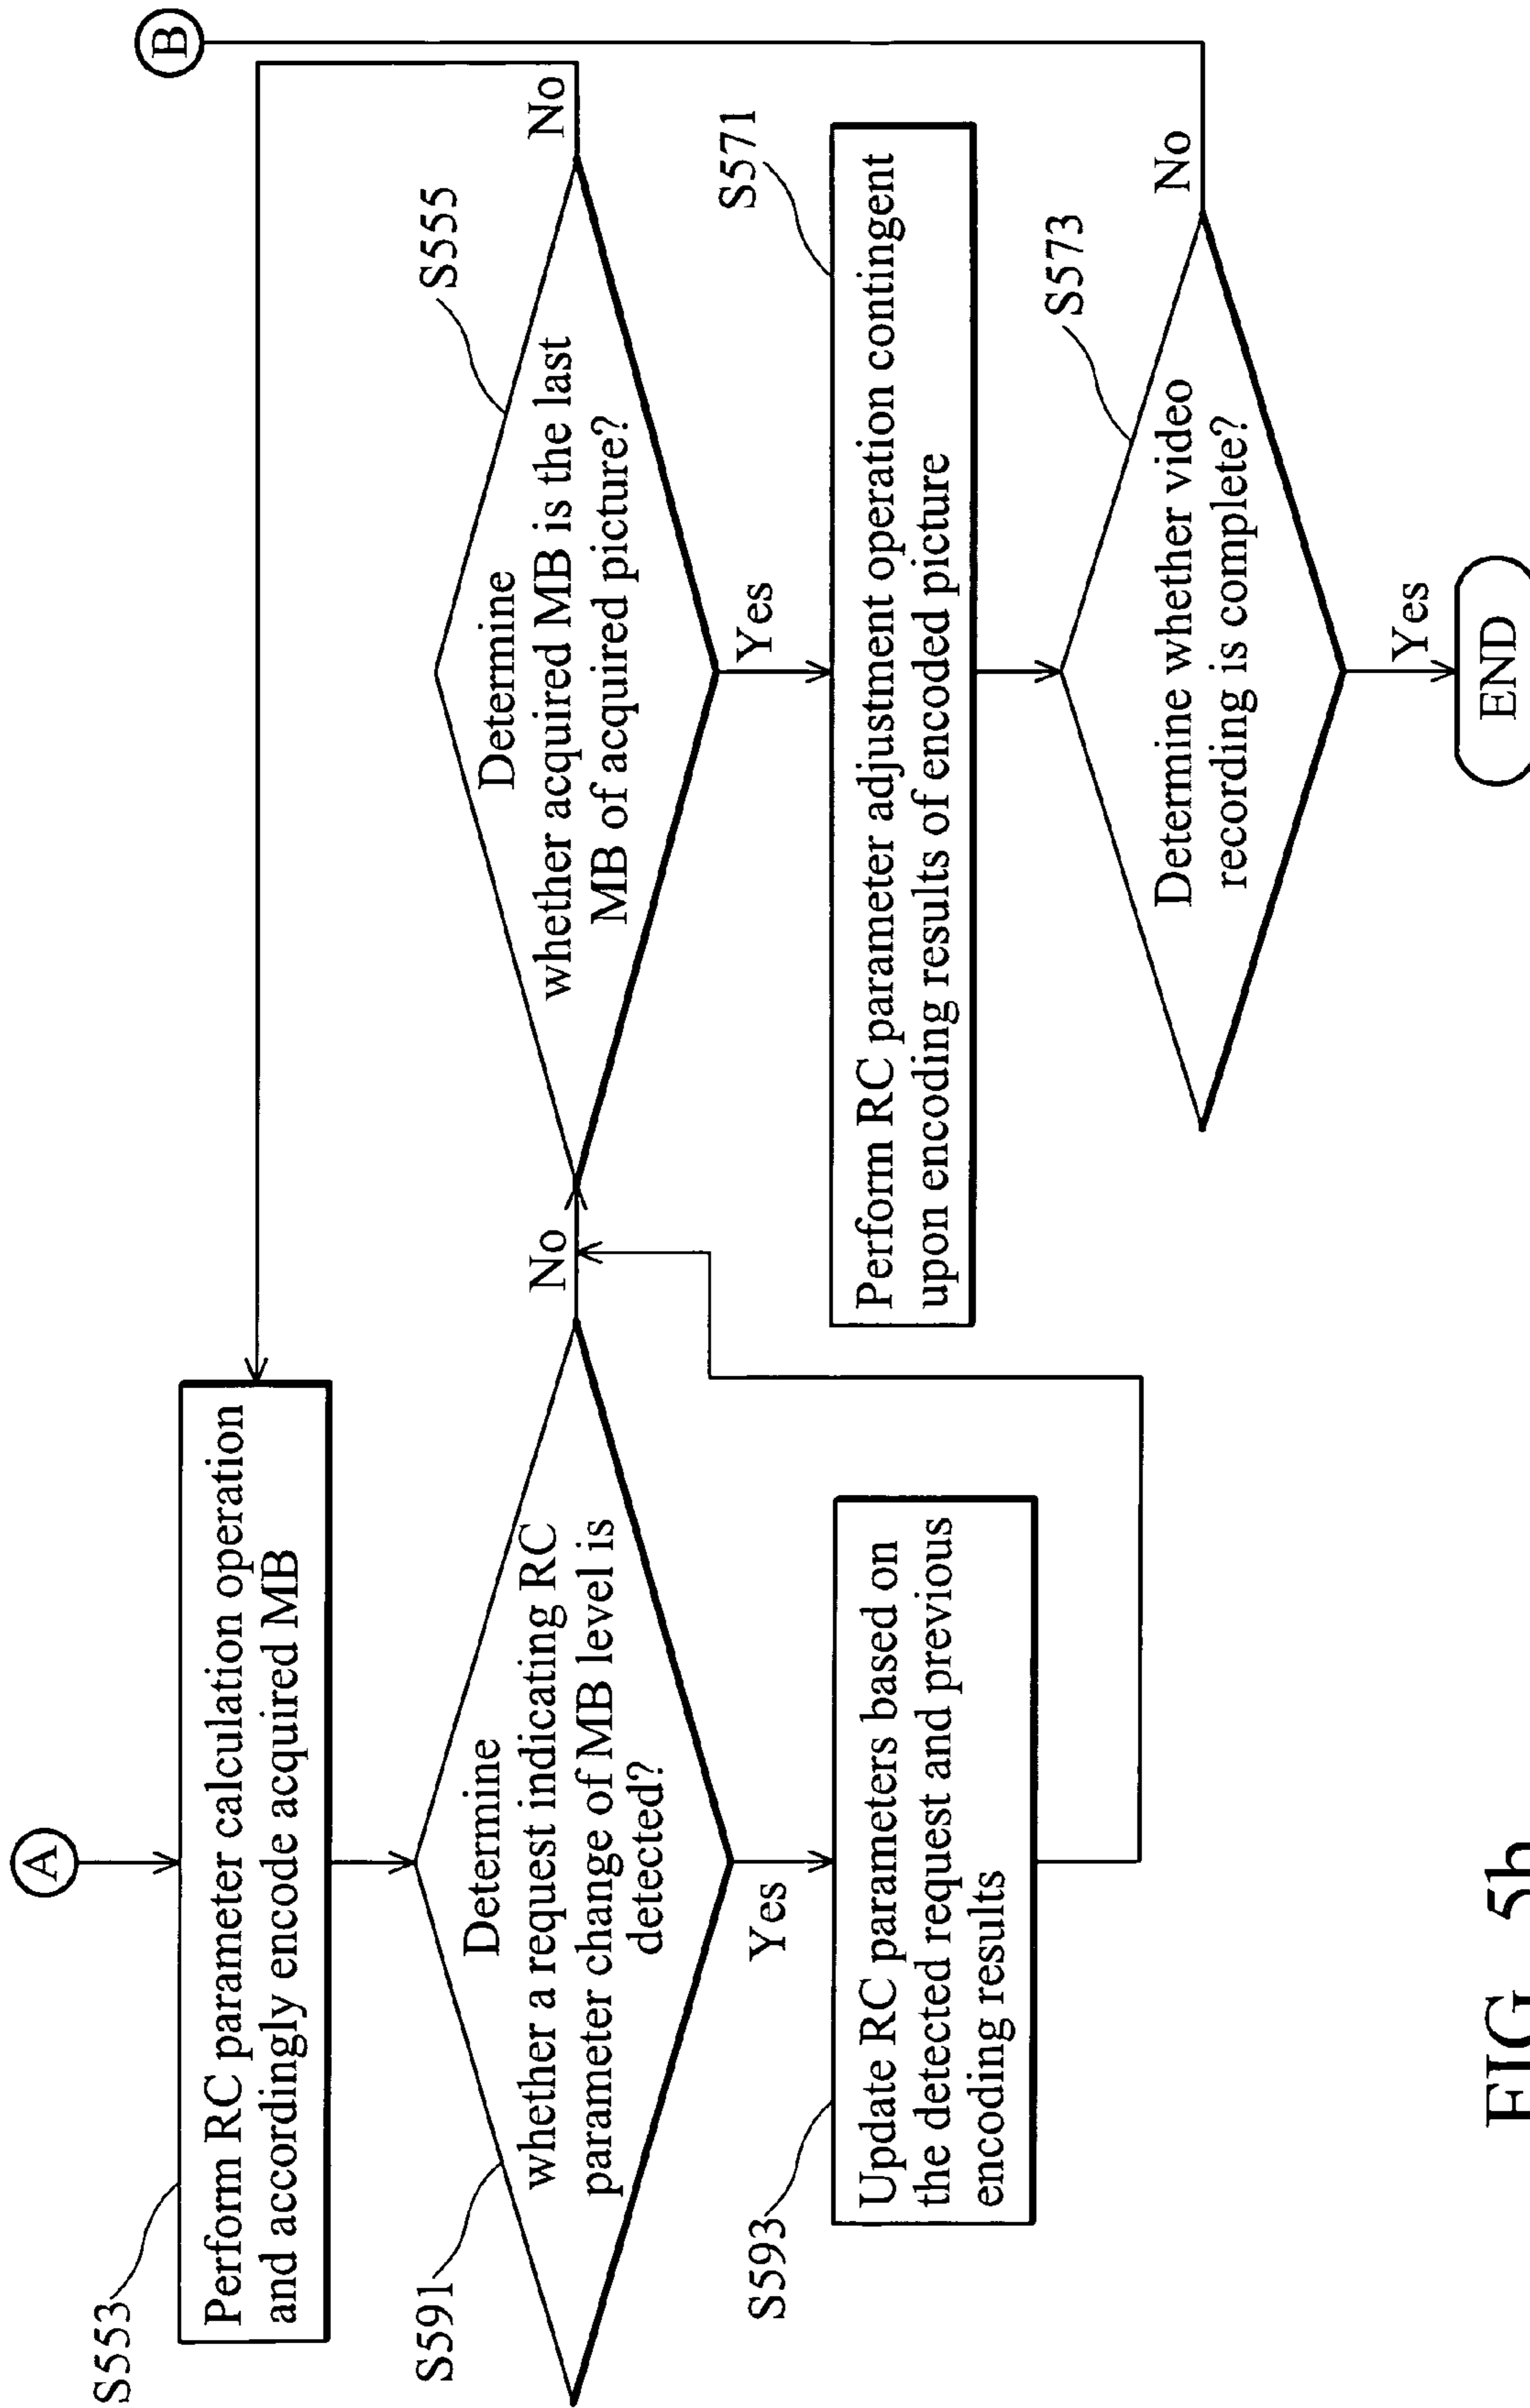 A
S553
Perform RC parameter calculation operation
and accordingly encode acquired MB
S591
Determine
whether a request indicating RC
parameter change of MB level is
detected?
No
Yes
S593
Update RC parameters based on
the detected request and previous
encoding results
B
S555
Determine
whether acquired MB is the last
MB of acquired picture?
No
Yes
S571
Perform RC parameter adjustment operation contingent
upon encoding results of encoded picture
S573
Determine whether video
recording is complete?
No
Yes
END
FIG. 5b